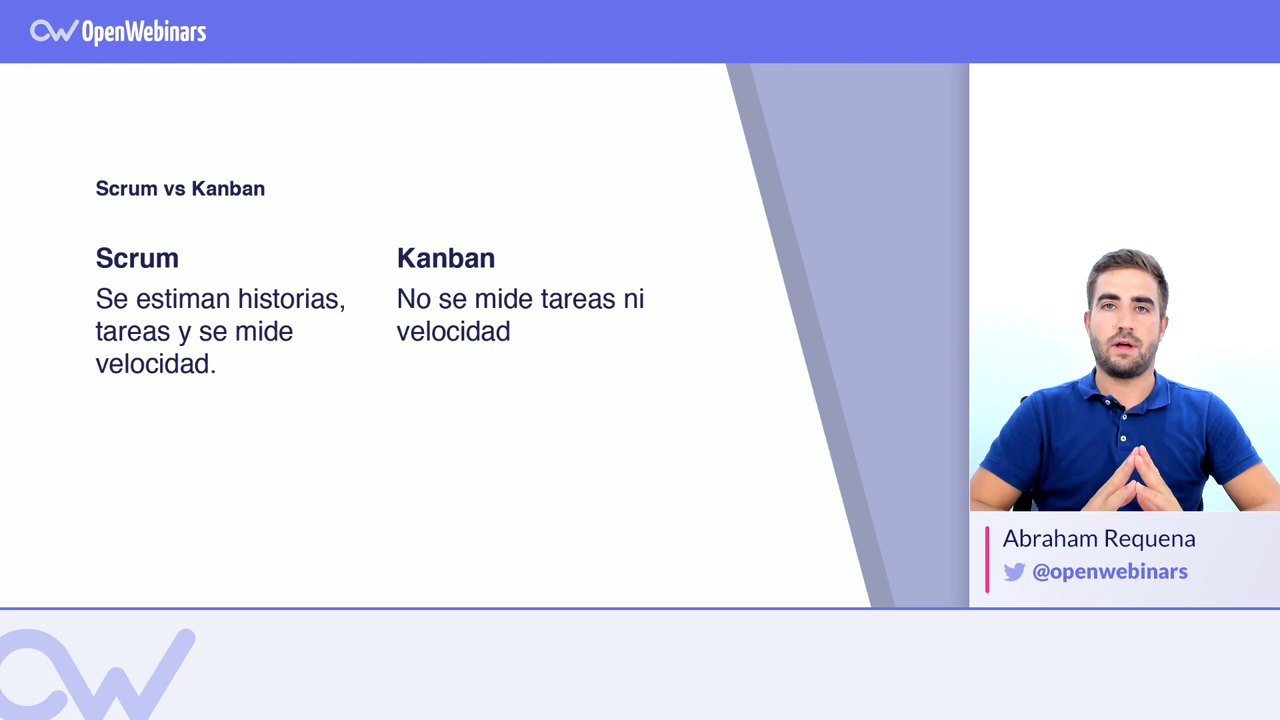 OpenWebinars
Scrum vs Kanban
Scrum
Se estiman historias,
tareas y se mide
velocidad.
Kanban
No se mide tareas ni
velocidad
Abraham Requena
@openwebinars